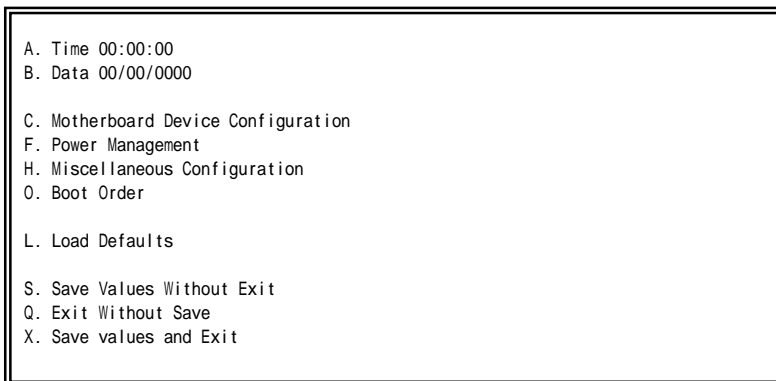 A. Time 00:00:00
B. Data 00/00/0000
C. Motherboard Device Configuration
F. Power Management
H. Miscellaneous Configuration
O. Boot Order
L. Load Defaults
S. Save Values Without Exit
Q. Exit Without Save
X. Save values and Exit